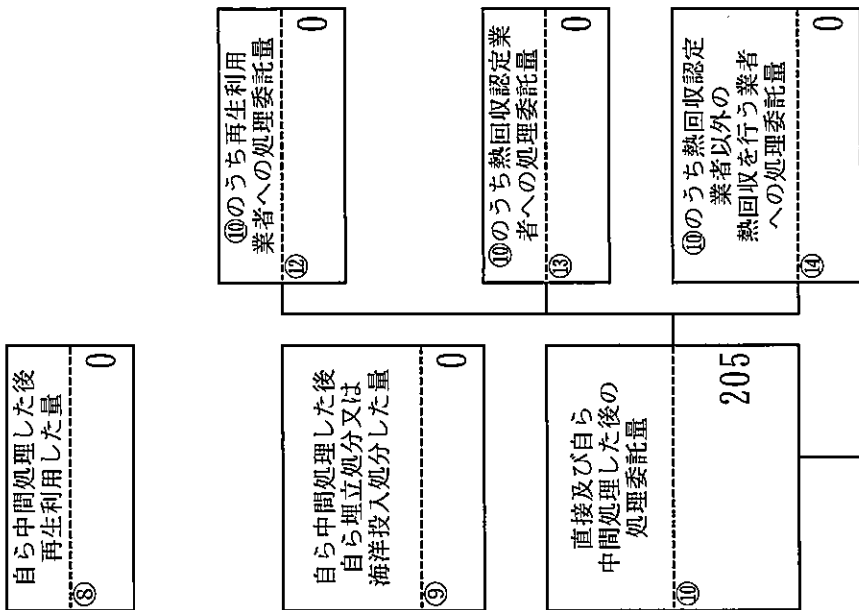 自ら中間処理した後
再生利用した量
⑧
0
自ら中間処理した後
自ら埋立処分又は
海洋投入処分した量
⑨
0
直接及び自ら
中間処理した後の
処理委託量
⑩
205
⑩のうち再生利用
業者への処理委託量
⑫
0
⑩のうち熱回収認定業
者への処理委託量
⑬
0
⑩のうち熱回収認定
業者以外の
熱回収を行う業者
への処理委託量
⑭
0